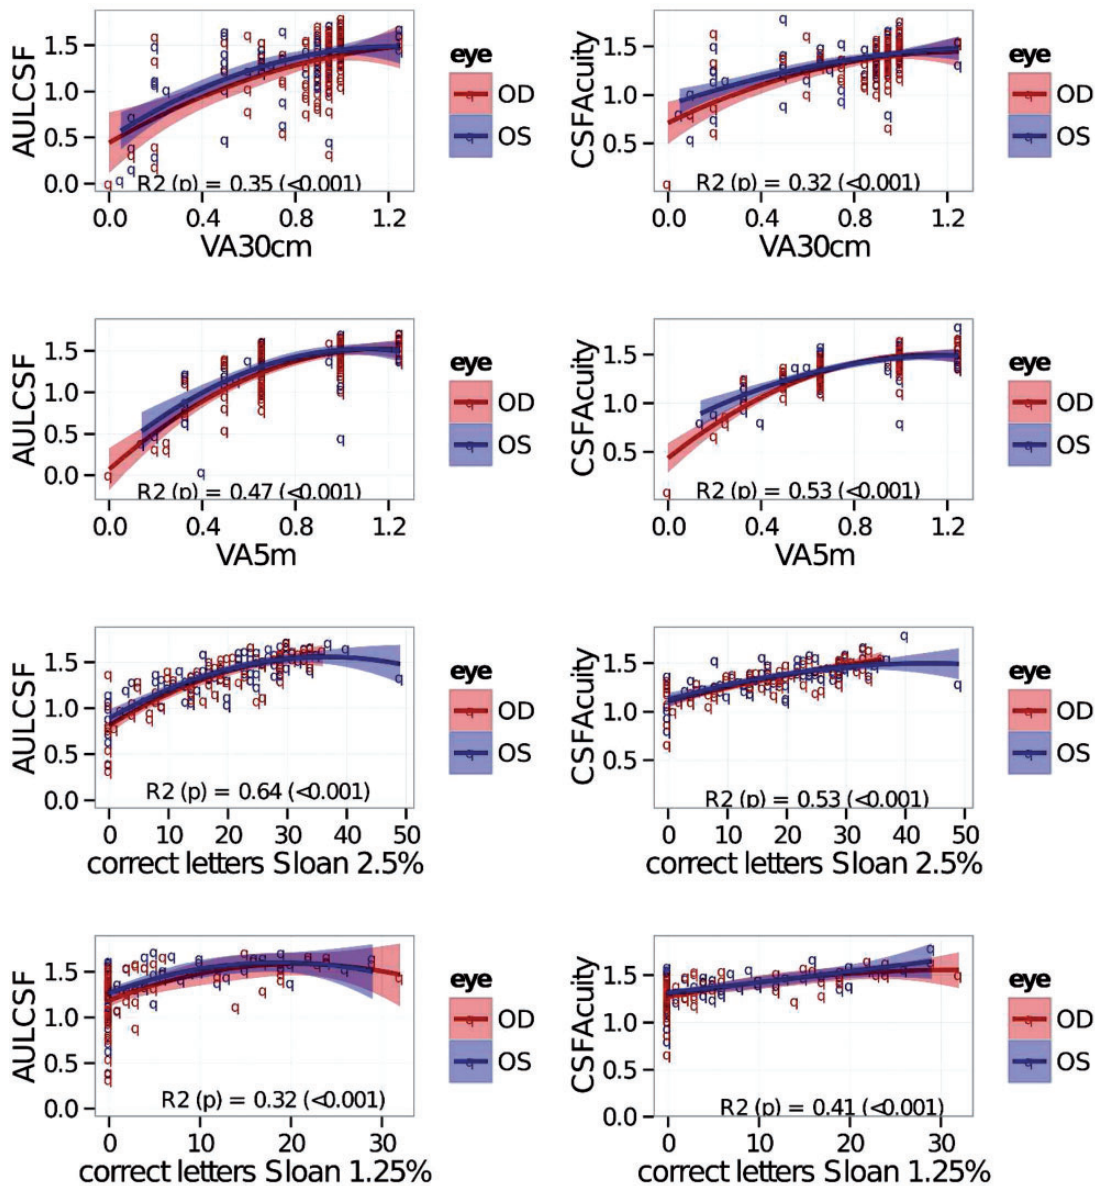 AULCSF
1.5
1.0
0.5
0.0
R2 (p) = 0.35 (<0.001)
0.0 0.4 0.8 1.2
VA30cm
eye
OD
OS
CSFAcuity
1.5
1.0
0.5
R2 (p) = 0.32 (<0.001)
0.0 0.4 0.8 1.2
VA30cm
eye
OD
OS
AULCSF
1.5
1.0
0.5
0.0
R2 (p) = 0.47 (<0.001)
0.0 0.4 0.8 1.2
VA5m
eye
OD
OS
CSFAcuity
1.5
1.0
0.5
R2 (p) = 0.53 (<0.001)
0.0 0.4 0.8 1.2
VA5m
eye
OD
OS
AULCSF
1.5
1.0
0.5
0.0
R2 (p) = 0.64 (<0.001)
0 10 20 30 40 50
correct letters Sloan 2.5%
eye
OD
OS
CSFAcuity
1.5
1.0
0.5
R2 (p) = 0.53 (<0.001)
0 10 20 30 40 50
correct letters Sloan 2.5%
eye
OD
OS
AULCSF
1.5
1.0
0.5
0.0
R2 (p) = 0.32 (<0.001)
0 10 20 30
correct letters Sloan 1.25%
eye
OD
OS
CSFAcuity
1.5
1.0
0.5
0.0
R2 (p) = 0.41 (<0.001)
0 10 20 30
correct letters Sloan 1.25%
eye
OD
OS